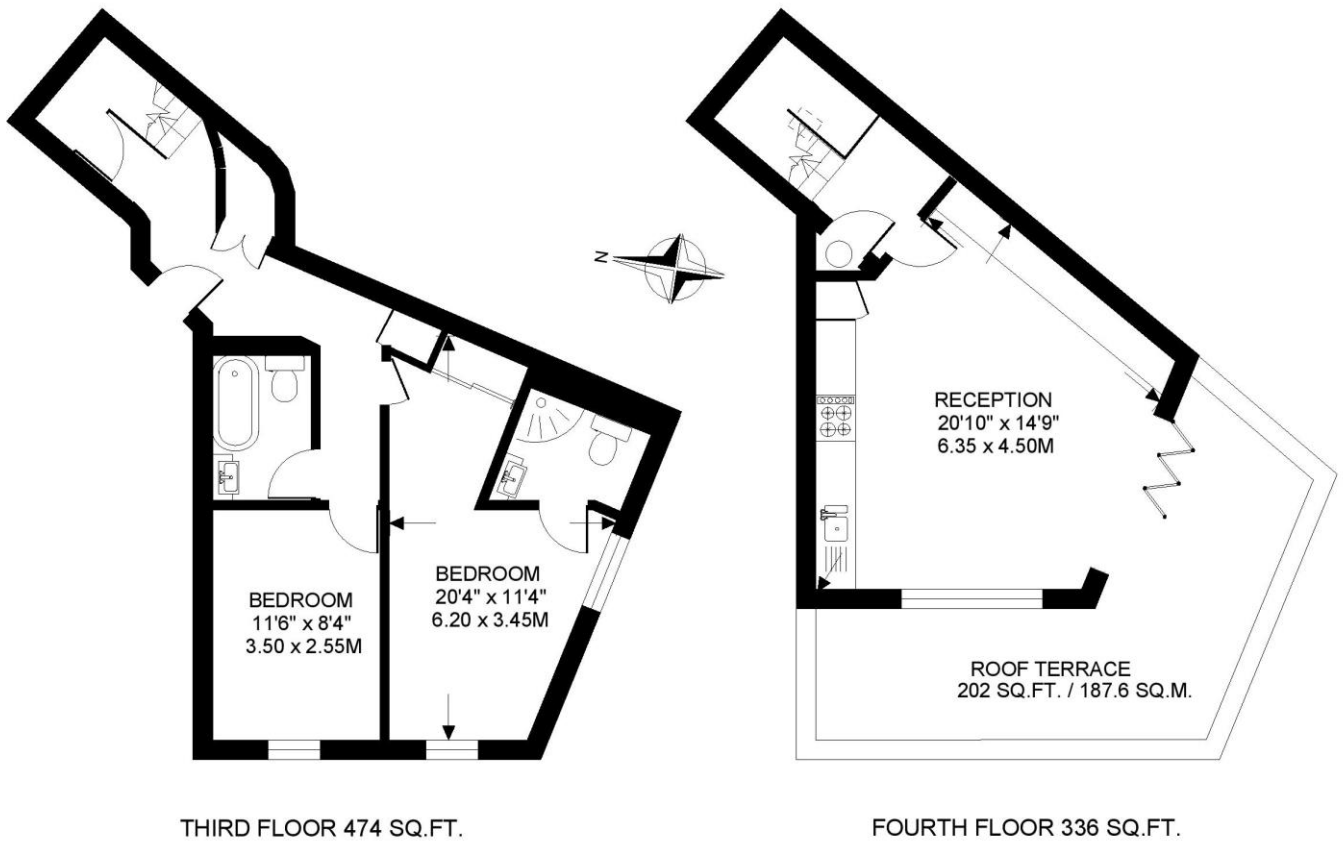 N
BEDROOM
11'6" x 8'4"
3.50 x 2.55M
BEDROOM
20'4" x 11'4"
6.20 x 3.45M
THIRD FLOOR 474 SQ.FT.
RECEPTION
20'10" x 14'9"
6.35 x 4.50M
ROOF TERRACE
202 SQ.FT. / 187.6 SQ.M.
FOURTH FLOOR 336 SQ.FT.